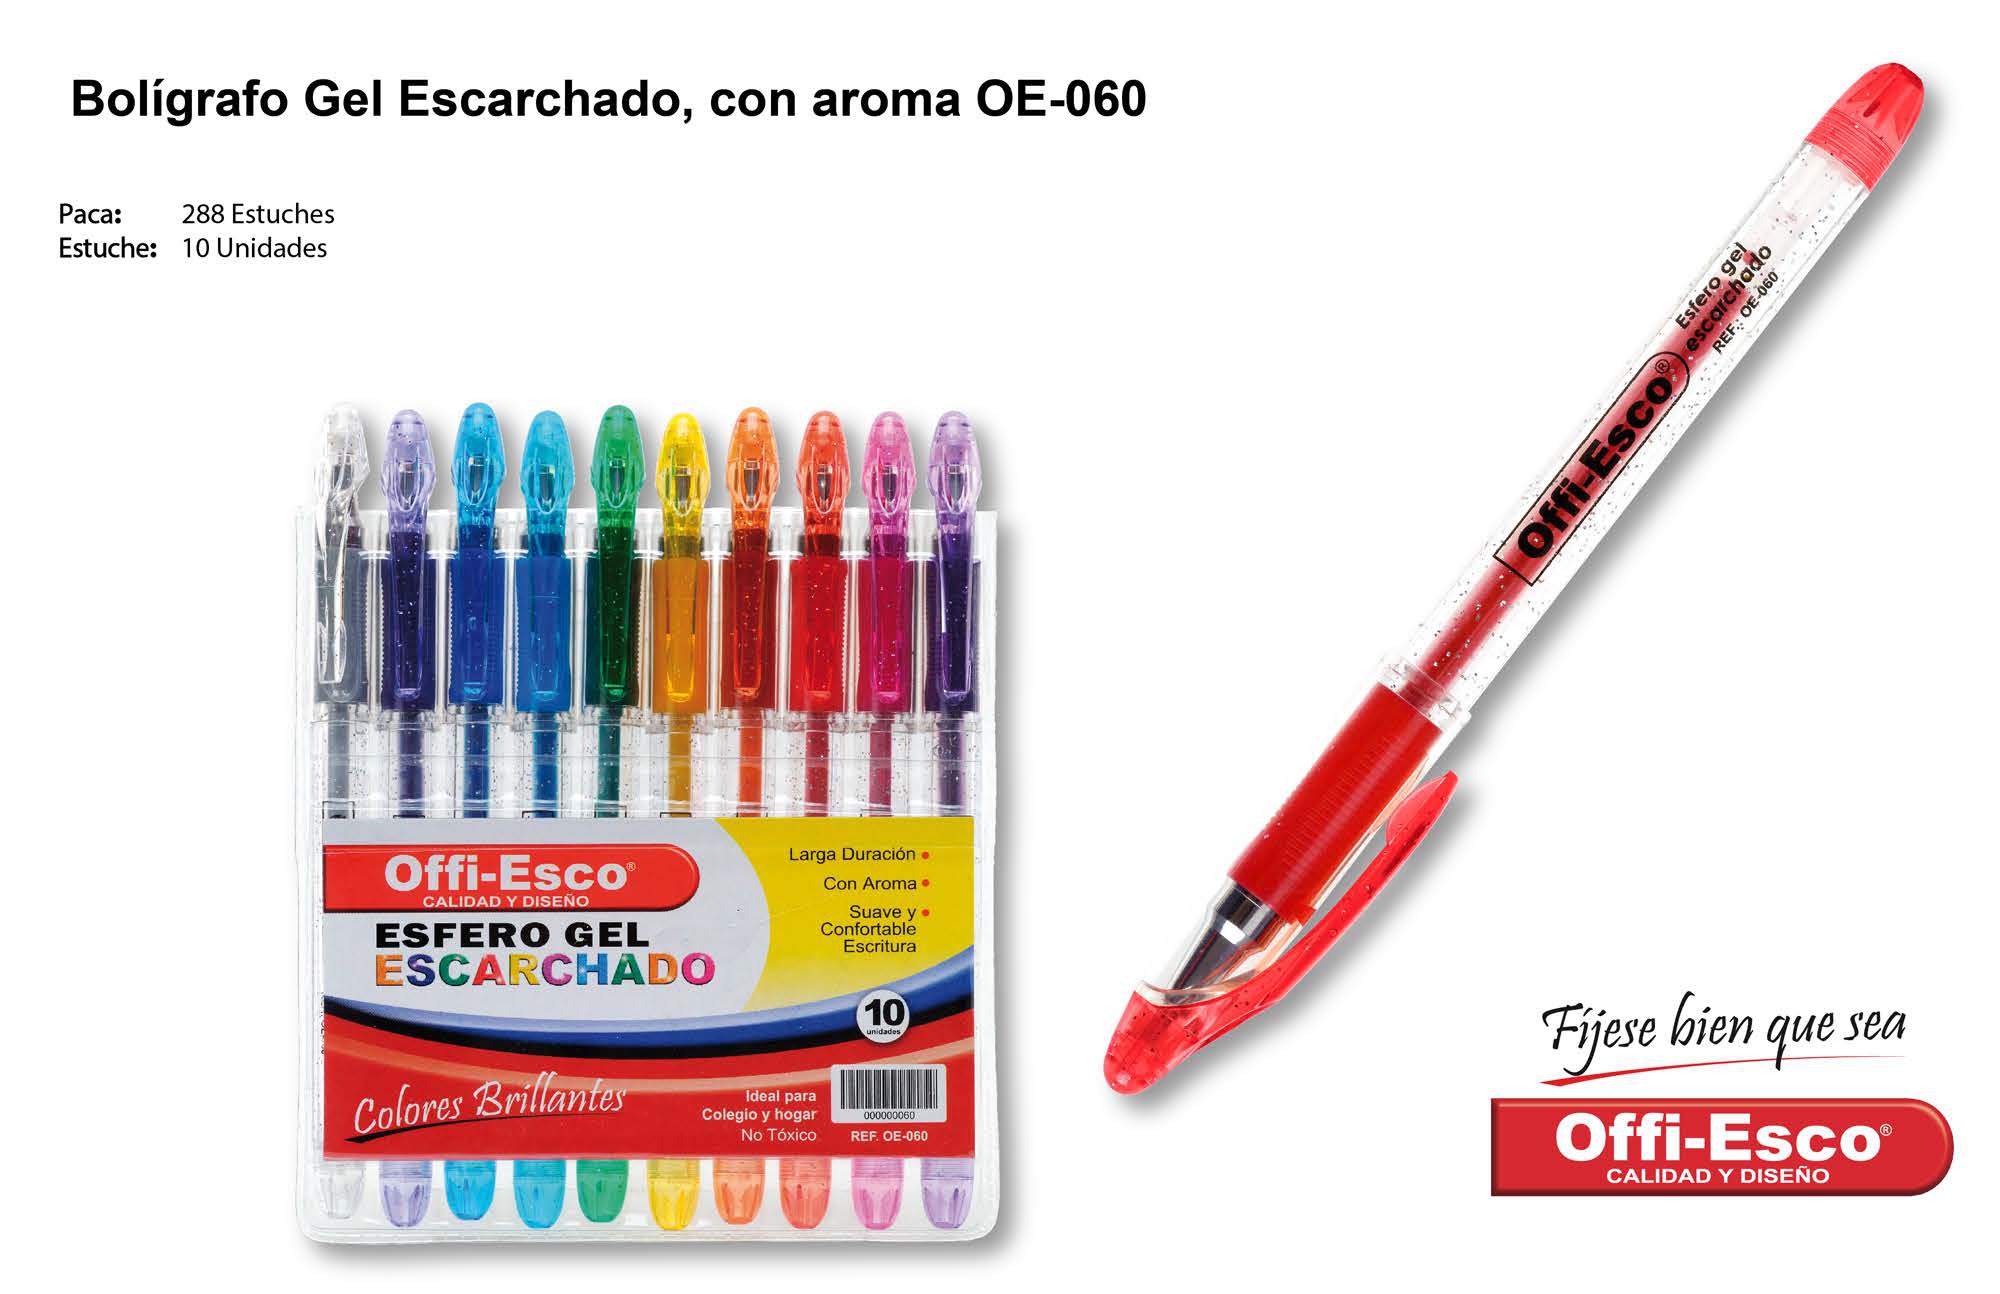 Bolígrafo Gel Escarchado, con aroma OE-060
Paca: 288 Estuches
Estuche: 10 Unidades
Esfero gel
escarchado
REF.: OE-060
Offi-Esco®
Offi-Esco®
CALIDAD Y DISEÑO
ESFERO GEL
ESCARCHADO
Larga Duración •
Con Aroma •
Suave y •
Confortable
Escritura
10
unidades
Colores Brillantes
Ideal para
Colegio y hogar
No Tóxico
000000060
REF. OE-060
Fíjese bien que sea
Offi-Esco®
CALIDAD Y DISEÑO